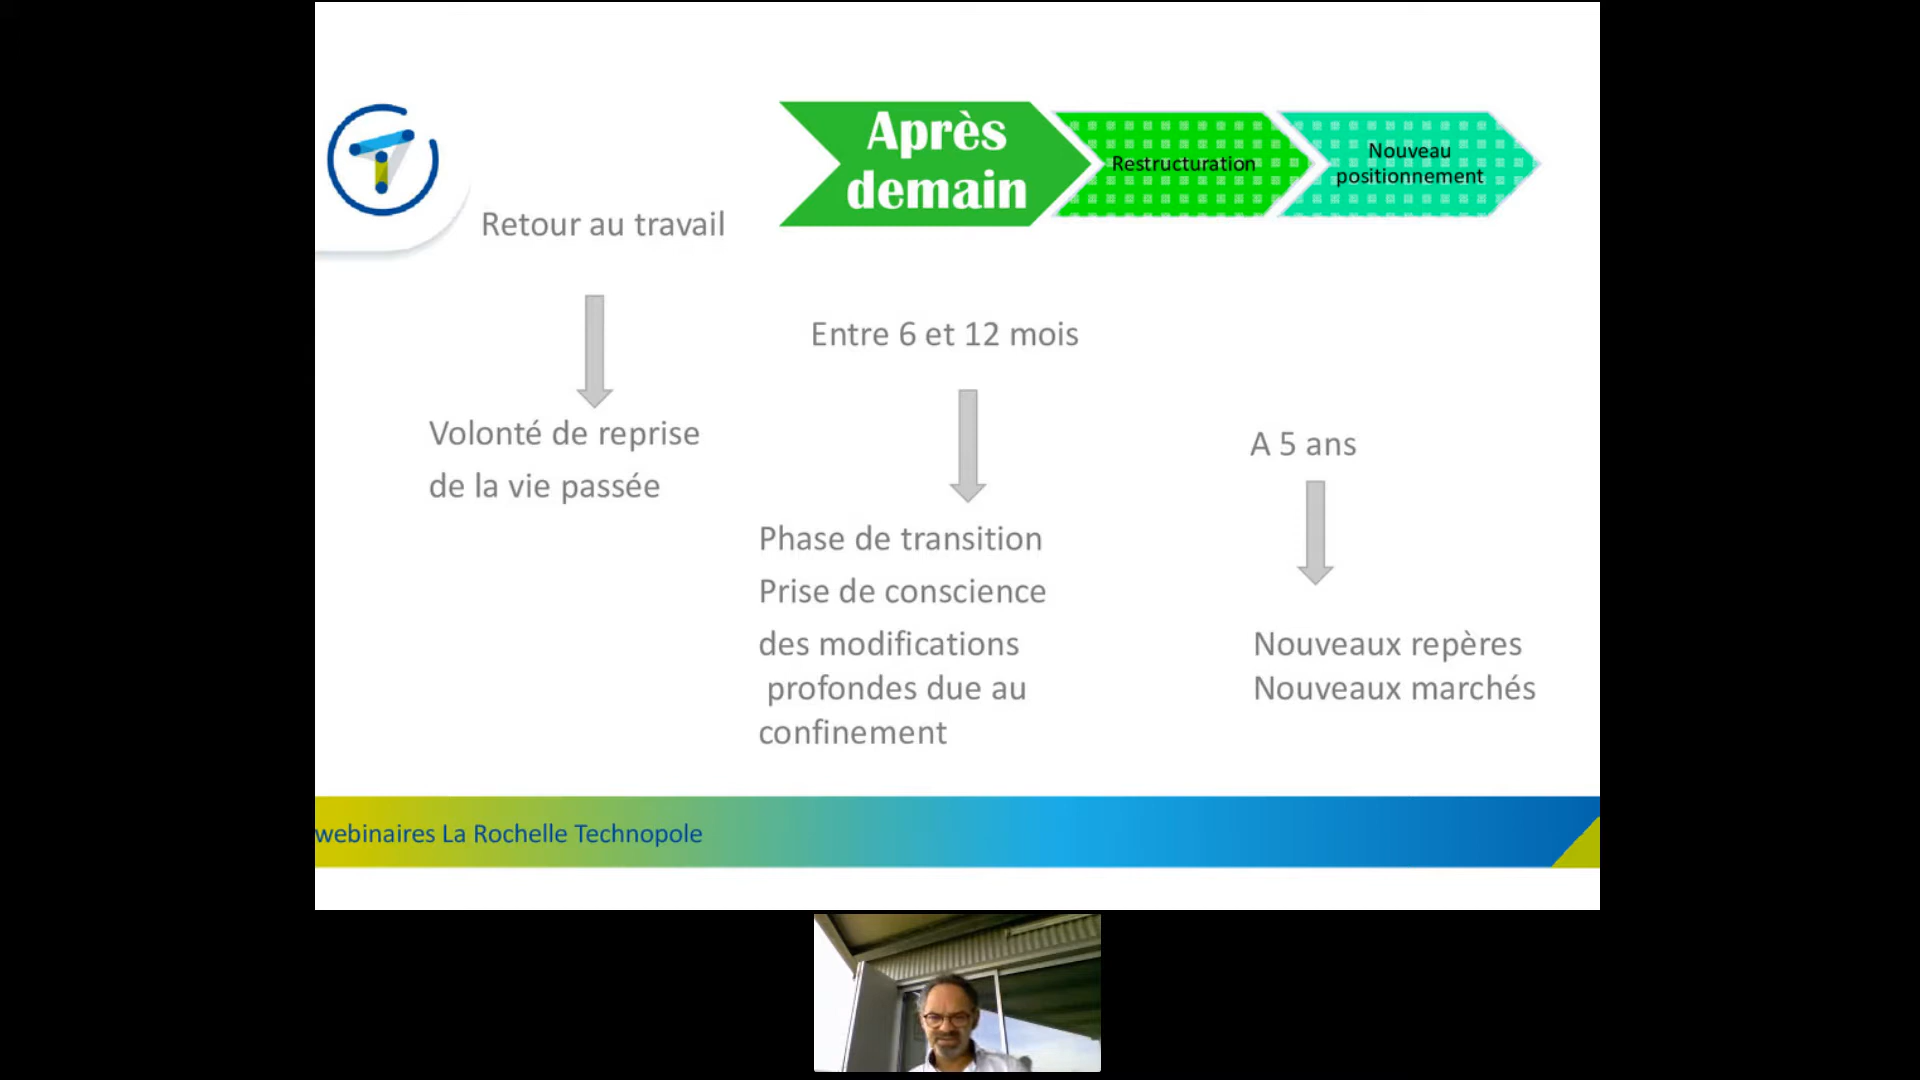 Après
demain
Restructuration
Nouveau
positionnement
Retour au travail
Entre 6 et 12 mois
Volonté de reprise
de la vie passée
A 5 ans
Phase de transition
Prise de conscience
des modifications
profondes due au
confinement
Nouveaux repères
Nouveaux marchés
webinaires La Rochelle Technopole